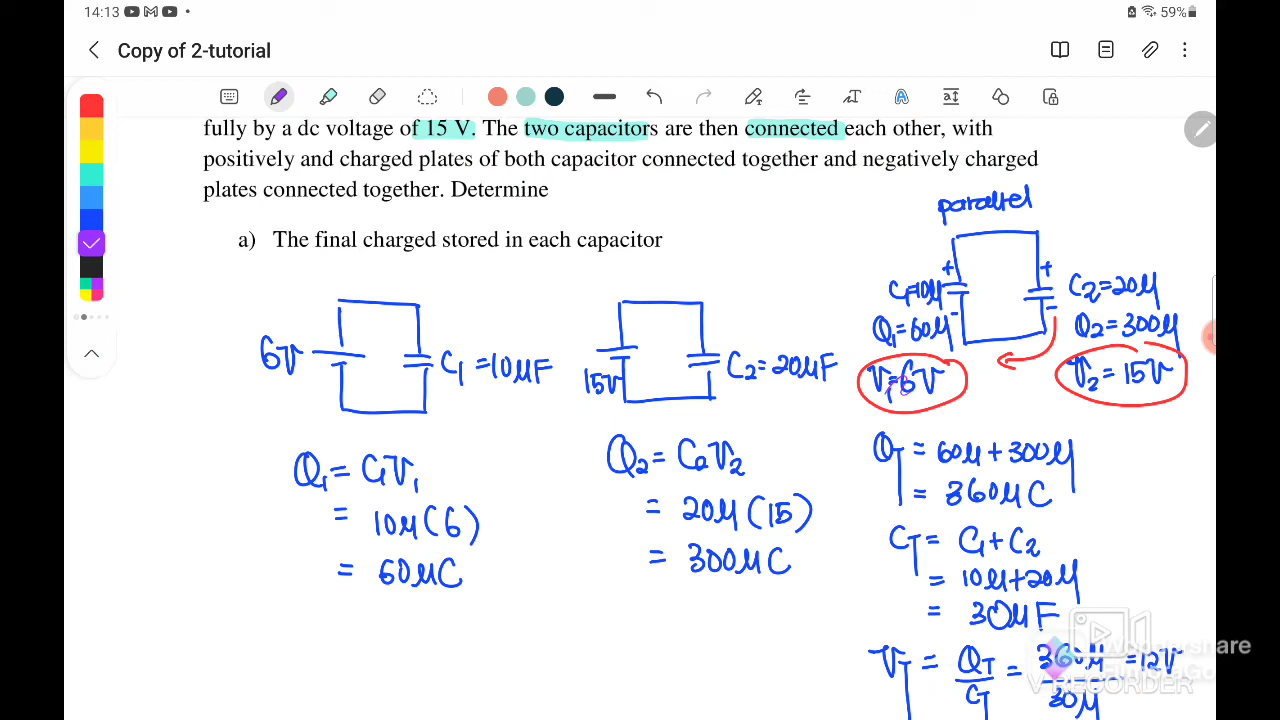 14:13
59%
Copy of 2-tutorial
fully by a dc voltage of 15 V. The two capacitors are then connected each other, with
positively and charged plates of both capacitor connected together and negatively charged
plates connected together. Determine
a) The final charged stored in each capacitor
parallel
+ +
C1=10μ
C2=20μ
-
Q1=60μ
Q2=300μ
V1=6V
V2=15V
6V
C1=10μF
15V
C2=20μF
Q1=C1V1
=10μ(6)
=60μC
Q2=C2V2
=20μ(15)
=300μC
QT=60μ+300μ
=360μC
CT=C1+C2
=10μ+20μ
=30μF
VT=QT/CT=360μ/30μ=12V